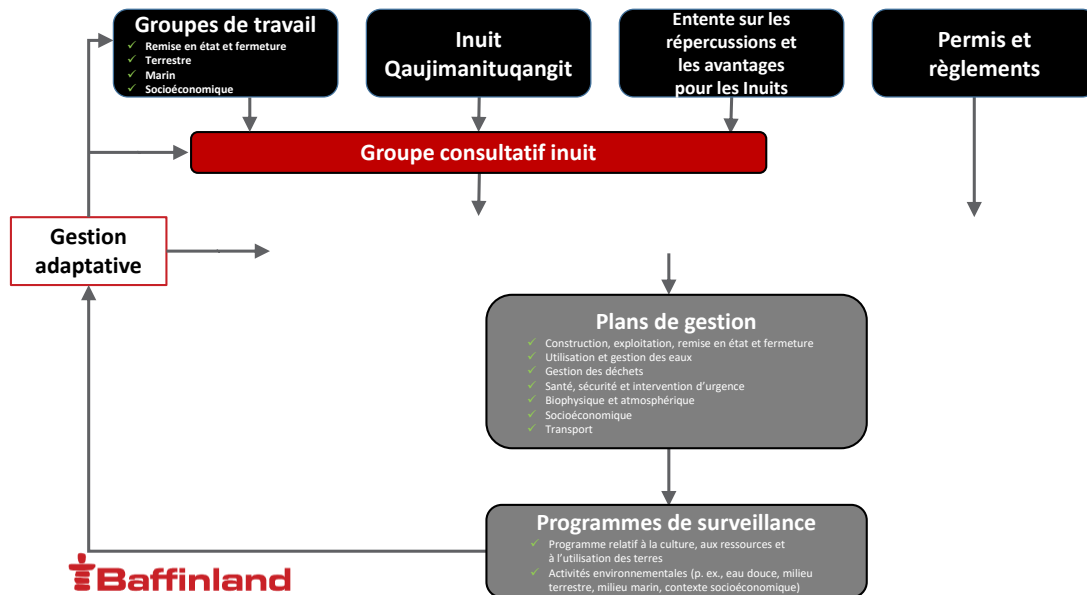 Groupes de travail
✓ Remise en état et fermeture
✓ Terrestre
✓ Marin
✓ Socioéconomique
Inuit
Qaujimanituqangit
Entente sur les
répercussions et
les avantages
pour les Inuits
Permis et
règlements
Groupe consultatif inuit
Gestion
adaptative
Plans de gestion
✓ Construction, exploitation, remise en état et fermeture
✓ Utilisation et gestion des eaux
✓ Gestion des déchets
✓ Santé, sécurité et intervention d'urgence
✓ Biophysique et atmosphérique
✓ Socioéconomique
✓ Transport
Programmes de surveillance
✓ Programme relatif à la culture, aux ressources et
à l'utilisation des terres
✓ Activités environnementales (p. ex., eau douce, milieu
terrestre, milieu marin, contexte socioéconomique)
Baffinland